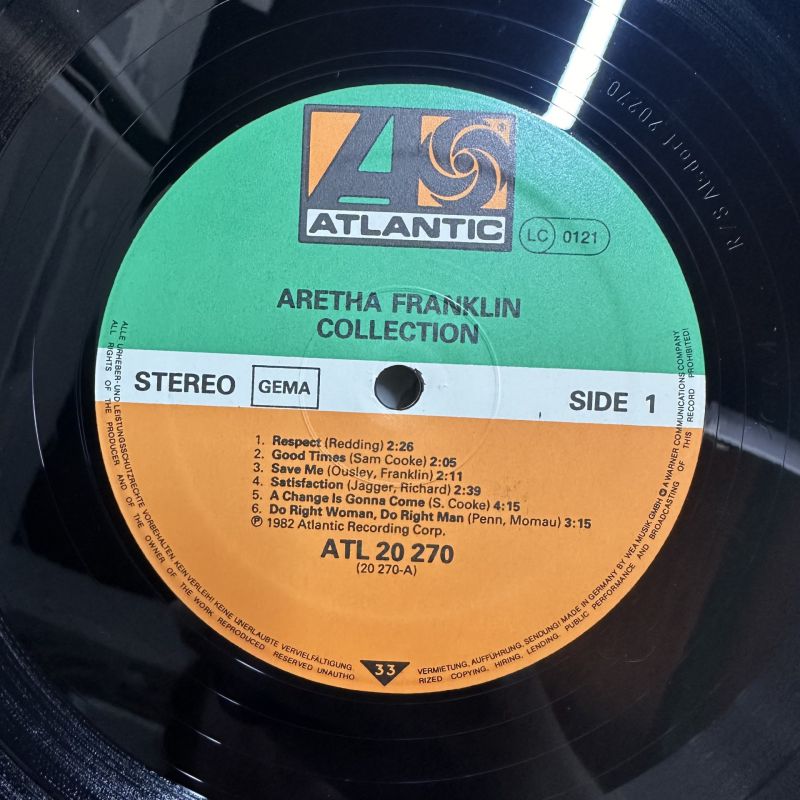 ATLANTIC
®
LC 0121
R/S Alsdorf 20270
ARETHA FRANKLIN
COLLECTION
STEREO GEMA SIDE 1
1. Respect (Redding) 2:26
2. Good Times (Sam Cooke) 2:05
3. Save Me (Ousley, Franklin) 2:11
4. Satisfaction (Jagger, Richard) 2:39
5. A Change Is Gonna Come (S. Cooke) 4:15
6. Do Right Woman, Do Right Man (Penn, Momau) 3:15
℗ 1982 Atlantic Recording Corp.
ATL 20 270
(20 270-A)
33
ALLE URHEBER- UND LEISTUNGSSCHUTZRECHTE VORBEHALTEN. KEIN VERLEIH! KEINE UNERLAUBTE VERVIELFÄLTIGUNG,
VERMIETUNG, AUFFÜHRUNG, SENDUNG! MADE IN GERMANY BY WEA MUSIK GMBH A WARNER COMMUNICATIONS COMPANY
ALL RIGHTS OF THE PRODUCER AND OF THE OWNER OF THE WORK REPRODUCED RESERVED UNAUTHO
RIZED COPYING, HIRING, LENDING, PUBLIC PERFORMANCE AND BROADCASTING OF THIS RECORD PROHIBITED!